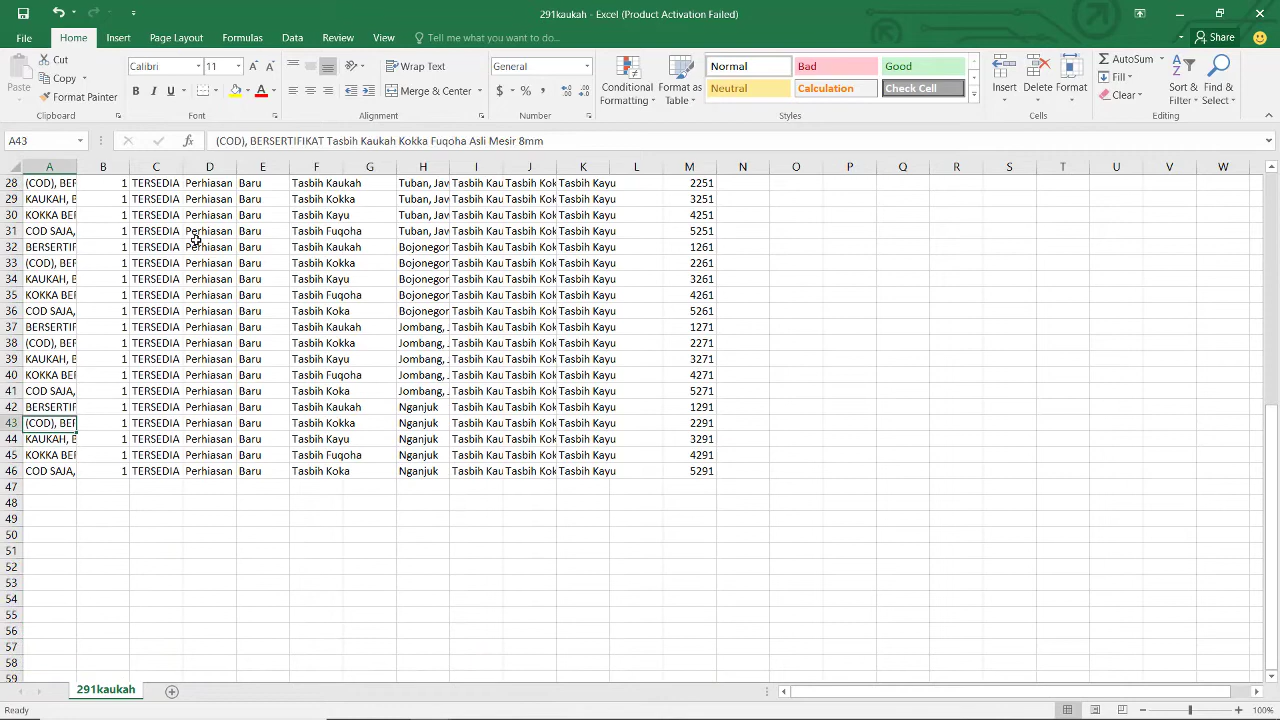 291kaukah - Excel (Product Activation Failed)
File Home Insert Page Layout Formulas Data Review View Tell me what you want to do... Share
Cut
Copy
Format Painter
Paste
Clipboard
Calibri 11
Font
Wrap Text
Merge & Center
Alignment
General
Number
Conditional Formatting
Format as Table
Normal Bad Good
Neutral Calculation Check Cell
Styles
Insert Delete Format
Cells
AutoSum
Fill
Clear
Sort & Filter
Find & Select
Editing
A43 fx (COD), BERSERTIFIKAT Tasbih Kaukah Kokka Fuqoha Asli Mesir 8mm
A B C D E F G H I J K L M N O P Q R S T U V W
28 (COD), BEF 1 TERSEDIA Perhiasan Baru Tasbih Kaukah Tuban, Jaw Tasbih Kau Tasbih Kok Tasbih Kayu 2251
29 KAUKAH, B 1 TERSEDIA Perhiasan Baru Tasbih Kokka Tuban, Jaw Tasbih Kau Tasbih Kok Tasbih Kayu 3251
30 KOKKA BEF 1 TERSEDIA Perhiasan Baru Tasbih Kayu Tuban, Jaw Tasbih Kau Tasbih Kok Tasbih Kayu 4251
31 COD SAJA, 1 TERSEDIA Perhiasan Baru Tasbih Fuqoha Tuban, Jaw Tasbih Kau Tasbih Kok Tasbih Kayu 5251
32 BERSERTIF 1 TERSEDIA Perhiasan Baru Tasbih Kaukah Bojonegor Tasbih Kau Tasbih Kok Tasbih Kayu 1261
33 (COD), BEF 1 TERSEDIA Perhiasan Baru Tasbih Kokka Bojonegor Tasbih Kau Tasbih Kok Tasbih Kayu 2261
34 KAUKAH, B 1 TERSEDIA Perhiasan Baru Tasbih Kayu Bojonegor Tasbih Kau Tasbih Kok Tasbih Kayu 3261
35 KOKKA BEF 1 TERSEDIA Perhiasan Baru Tasbih Fuqoha Bojonegor Tasbih Kau Tasbih Kok Tasbih Kayu 4261
36 COD SAJA, 1 TERSEDIA Perhiasan Baru Tasbih Koka Bojonegor Tasbih Kau Tasbih Kok Tasbih Kayu 5261
37 BERSERTIF 1 TERSEDIA Perhiasan Baru Tasbih Kaukah Jombang, Tasbih Kau Tasbih Kok Tasbih Kayu 1271
38 (COD), BEF 1 TERSEDIA Perhiasan Baru Tasbih Kokka Jombang, Tasbih Kau Tasbih Kok Tasbih Kayu 2271
39 KAUKAH, B 1 TERSEDIA Perhiasan Baru Tasbih Kayu Jombang, Tasbih Kau Tasbih Kok Tasbih Kayu 3271
40 KOKKA BEF 1 TERSEDIA Perhiasan Baru Tasbih Fuqoha Jombang, Tasbih Kau Tasbih Kok Tasbih Kayu 4271
41 COD SAJA, 1 TERSEDIA Perhiasan Baru Tasbih Koka Jombang, Tasbih Kau Tasbih Kok Tasbih Kayu 5271
42 BERSERTIF 1 TERSEDIA Perhiasan Baru Tasbih Kaukah Nganjuk Tasbih Kau Tasbih Kok Tasbih Kayu 1291
43 (COD), BEF 1 TERSEDIA Perhiasan Baru Tasbih Kokka Nganjuk Tasbih Kau Tasbih Kok Tasbih Kayu 2291
44 KAUKAH, B 1 TERSEDIA Perhiasan Baru Tasbih Kayu Nganjuk Tasbih Kau Tasbih Kok Tasbih Kayu 3291
45 KOKKA BEF 1 TERSEDIA Perhiasan Baru Tasbih Fuqoha Nganjuk Tasbih Kau Tasbih Kok Tasbih Kayu 4291
46 COD SAJA, 1 TERSEDIA Perhiasan Baru Tasbih Koka Nganjuk Tasbih Kau Tasbih Kok Tasbih Kayu 5291
47
48
49
50
51
52
53
54
55
56
57
58
59
291kaukah
Ready 100%